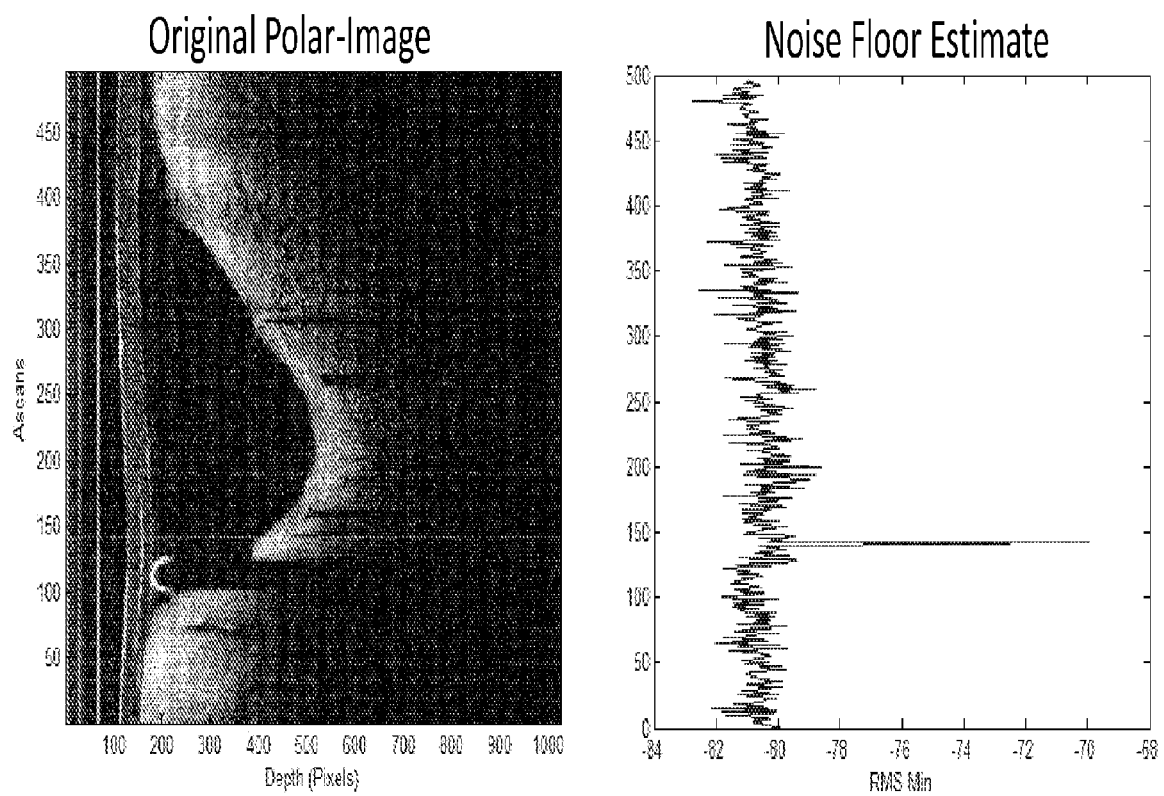 Original Polar-Image
450
400
350
300
250
200
150
100
50
Ascans
100 200 300 400 500 600 700 800 900 1000
Depth (Pixels)
Noise Floor Estimate
500
450
400
350
300
250
200
150
100
50
0
-84 -82 -80 -78 -76 -74 -72 -70 -68
RMS Min